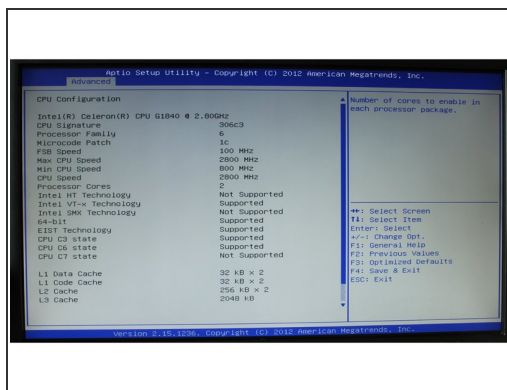 Aptio Setup Utility – Copyright (C) 2012 American Megatrends, Inc.
Advanced
CPU Configuration
Intel(R) Celeron(R) CPU G1840 @ 2.80GHz
CPU Signature 306c3
Processor Family 6
Microcode Patch 1c
FSB Speed 100 MHz
Max CPU Speed 2800 MHz
Min CPU Speed 800 MHz
CPU Speed 2800 MHz
Processor Cores 2
Intel HT Technology Not Supported
Intel VT-x Technology Supported
Intel SMX Technology Not Supported
64-bit Supported
EIST Technology Supported
CPU C3 state Supported
CPU C6 state Supported
CPU C7 state Not Supported
L1 Data Cache 32 kB x 2
L1 Code Cache 32 kB x 2
L2 Cache 256 kB x 2
L3 Cache 2048 kB
Number of cores to enable in
each processor package.
→←: Select Screen
↑↓: Select Item
Enter: Select
+/-: Change Opt.
F1: General Help
F2: Previous Values
F3: Optimized Defaults
F4: Save & Exit
ESC: Exit
Version 2.15.1236. Copyright (C) 2012 American Megatrends, Inc.